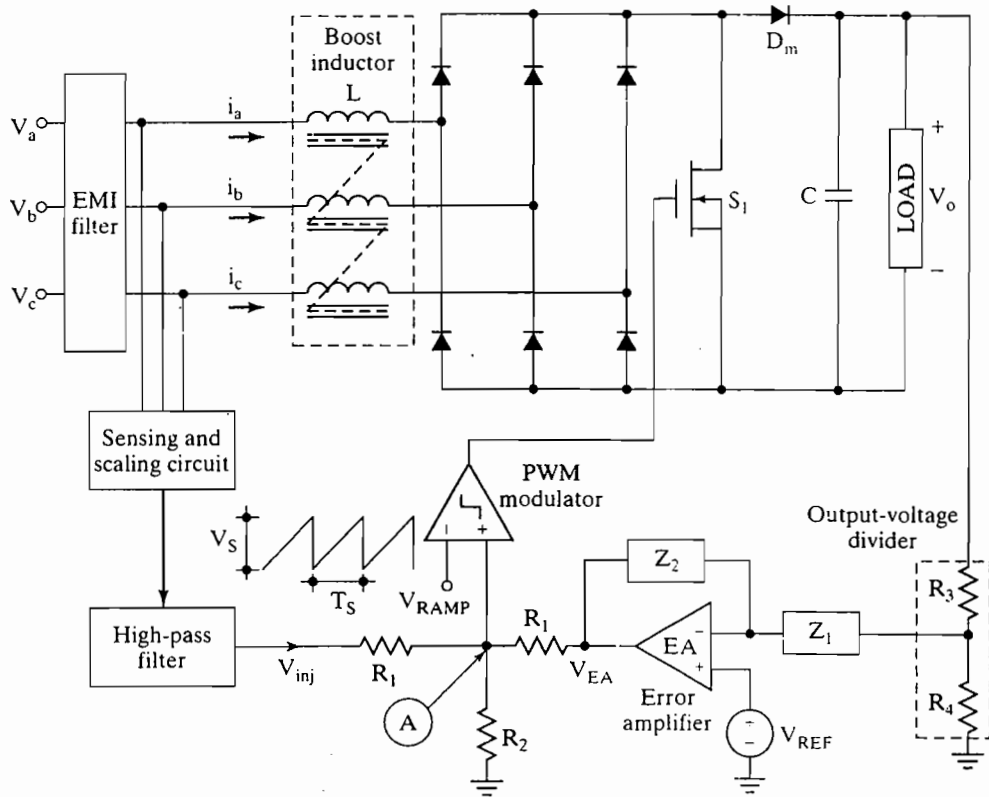 Boost
inductor
L
D_m
V_a
i_a
EMI
filter
V_b
i_b
V_c
i_c
S_1
C
LOAD
+
V_o
−
Sensing and
scaling circuit
PWM
modulator
−
+
V_S
T_S
V_RAMP
Output-voltage
divider
Z_2
R_3
High-pass
filter
V_inj
R_1
R_1
V_EA
EA
−
+
Z_1
Error
amplifier
R_4
A
R_2
+
−
V_REF